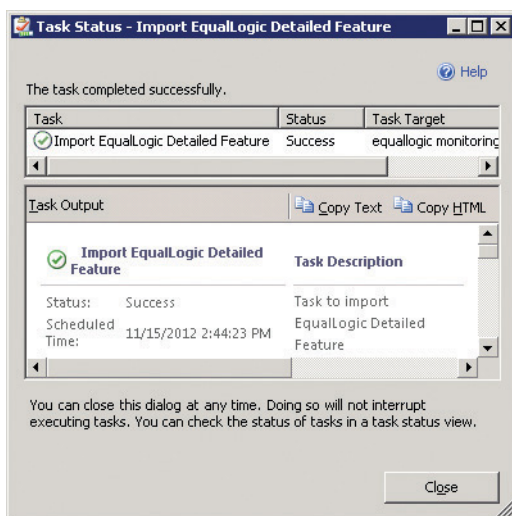 Task Status - Import EqualLogic Detailed Feature
Help
The task completed successfully.
Task Status Task Target
Import EqualLogic Detailed Feature Success equallogic monitoring
Task Output Copy Text Copy HTML
Import EqualLogic Detailed
Feature
Task Description
Status: Success
Scheduled
Time: 11/15/2012 2:44:23 PM
Task to import
EqualLogic Detailed
Feature
You can close this dialog at any time. Doing so will not interrupt
executing tasks. You can check the status of tasks in a task status view.
Close